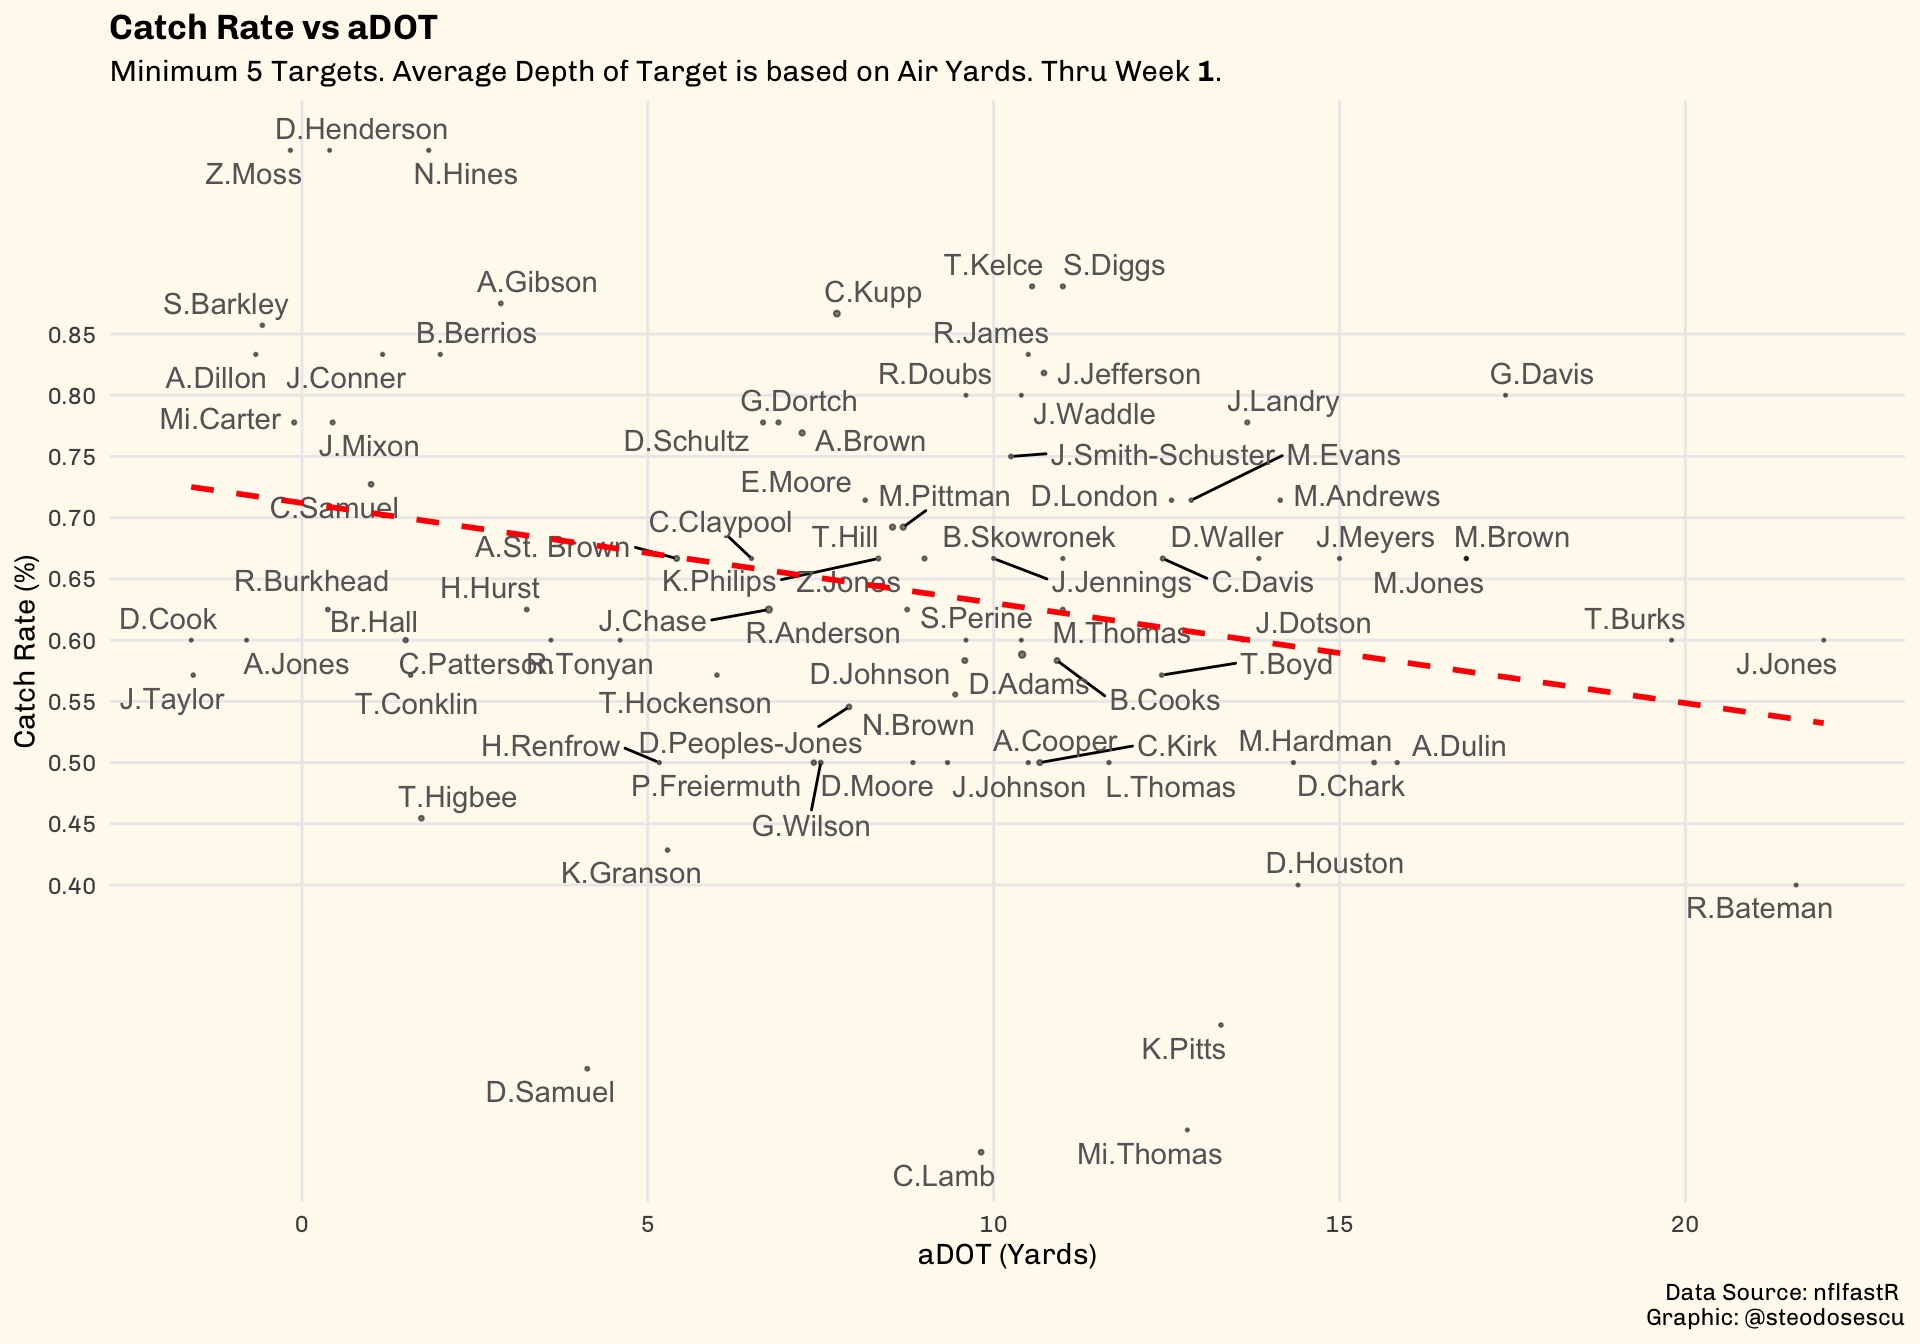 Catch Rate vs aDOT
Minimum 5 Targets. Average Depth of Target is based on Air Yards. Thru Week 1.
D.Henderson
Z.Moss
N.Hines
T.Kelce
S.Diggs
A.Gibson
C.Kupp
S.Barkley
B.Berrios
R.James
0.85
A.Dillon
J.Conner
R.Doubs
J.Jefferson
G.Davis
0.80
Mi.Carter
G.Dortch
J.Waddle
J.Landry
J.Mixon
D.Schultz
A.Brown
J.Smith-Schuster
M.Evans
0.75
E.Moore
M.Pittman
D.London
M.Andrews
C.Samuel
C.Claypool
0.70
A.St. Brown
T.Hill
B.Skowronek
D.Waller
J.Meyers
M.Brown
R.Burkhead
H.Hurst
K.Philips
Z.Jones
J.Jennings
C.Davis
M.Jones
0.65
D.Cook
Br.Hall
J.Chase
R.Anderson
S.Perine
M.Thomas
J.Dotson
T.Burks
0.60
A.Jones
C.Patterson
R.Tonyan
D.Johnson
D.Adams
T.Boyd
J.Jones
J.Taylor
T.Conklin
T.Hockenson
N.Brown
B.Cooks
0.55
H.Renfrow
D.Peoples-Jones
A.Cooper
C.Kirk
M.Hardman
A.Dulin
0.50
P.Freiermuth
D.Moore
J.Johnson
L.Thomas
D.Chark
T.Higbee
G.Wilson
0.45
K.Granson
D.Houston
0.40
R.Bateman
K.Pitts
D.Samuel
Mi.Thomas
C.Lamb
Catch Rate (%)
0
5
10
15
20
aDOT (Yards)
Data Source: nflfastR
Graphic: @steodosescu